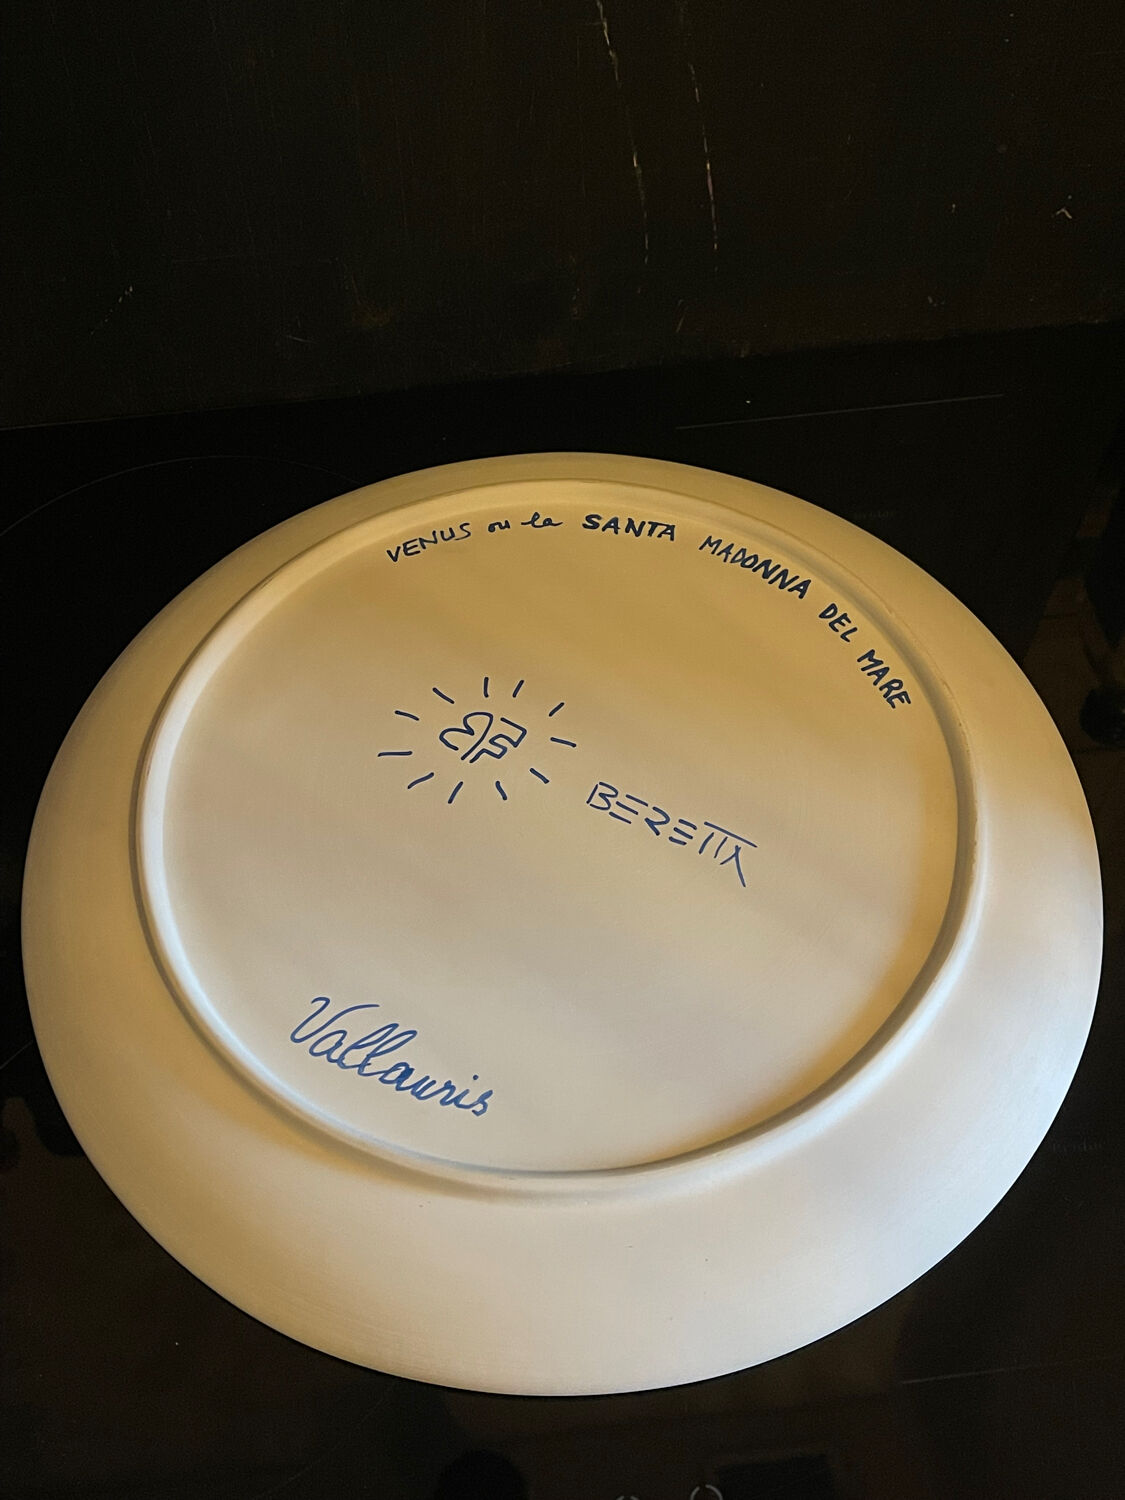 VENUS ou la SANTA MADONNA DEL MARE
BERETTA
Vallauris